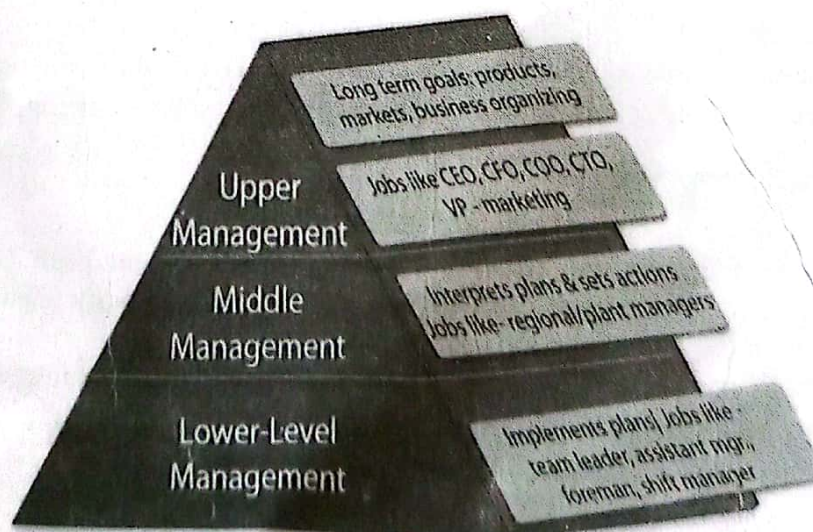 Long term goals: products,
markets, business organizing
Upper
Management
Jobs like CEO, CFO, COO, CTO,
VP - marketing
Middle
Management
Interprets plans & sets actions
Jobs like- regional/plant managers
Lower-Level
Management
Implements plans| Jobs like -
team leader, assistant mgr.,
foreman, shift manager